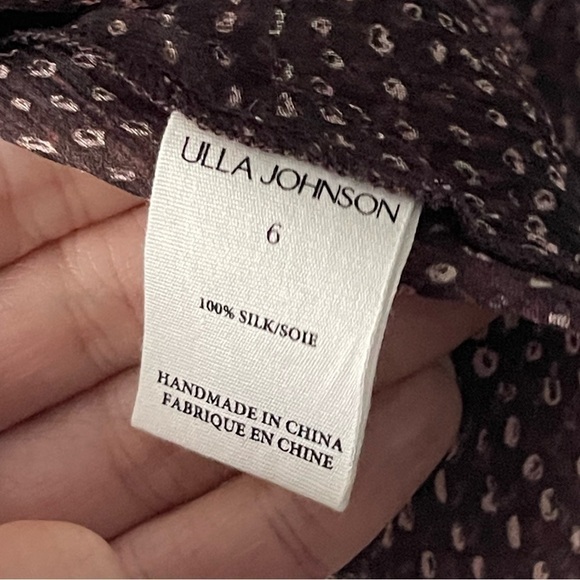 ULLA JOHNSON
6
100% SILK/SOIE
HANDMADE IN CHINA
FABRIQUE EN CHINE